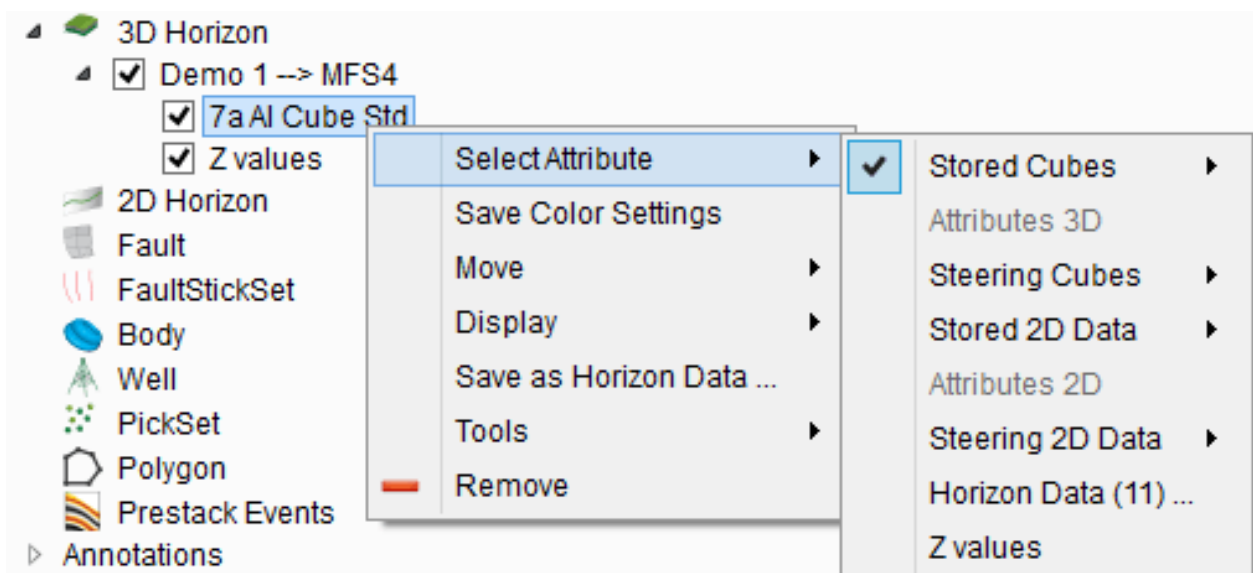 3D Horizon
Demo 1 --> MFS4
7a AI Cube Std
Z values
2D Horizon
Fault
FaultStickSet
Body
Well
PickSet
Polygon
Prestack Events
Annotations
Select Attribute
Save Color Settings
Move
Display
Save as Horizon Data ...
Tools
Remove
Stored Cubes
Attributes 3D
Steering Cubes
Stored 2D Data
Attributes 2D
Steering 2D Data
Horizon Data (11) ...
Z values